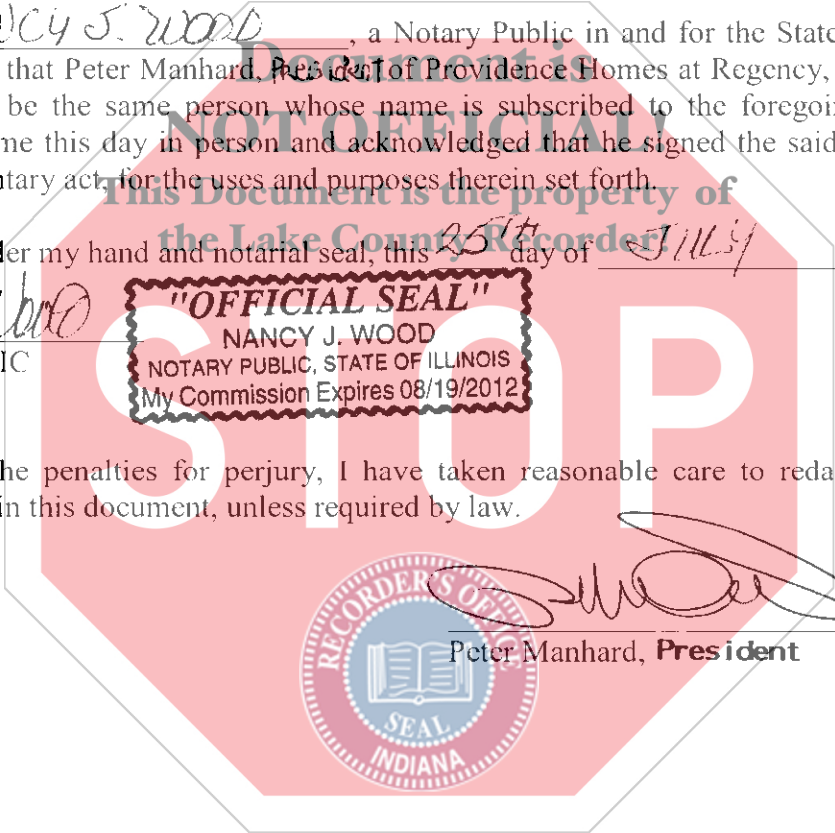 NCY J. WOOD, a Notary Public in and for the State
that Peter Manhard, President of Providence Homes at Regency,
be the same person whose name is subscribed to the foregoi
me this day in person and acknowledged that he signed the said
tary act, for the uses and purposes therein set forth.
Document is
NOT OFFICIAL!
This Document is the property of
the Lake County Recorder!
er my hand and notarial seal, this 25th day of JULY
"OFFICIAL SEAL"
NANCY J. WOOD
NOTARY PUBLIC, STATE OF ILLINOIS
My Commission Expires 08/19/2012
IC
STOP
he penalties for perjury, I have taken reasonable care to reda
in this document, unless required by law.
RECORDER'S OFFICE
SEAL
INDIANA
Peter Manhard, President